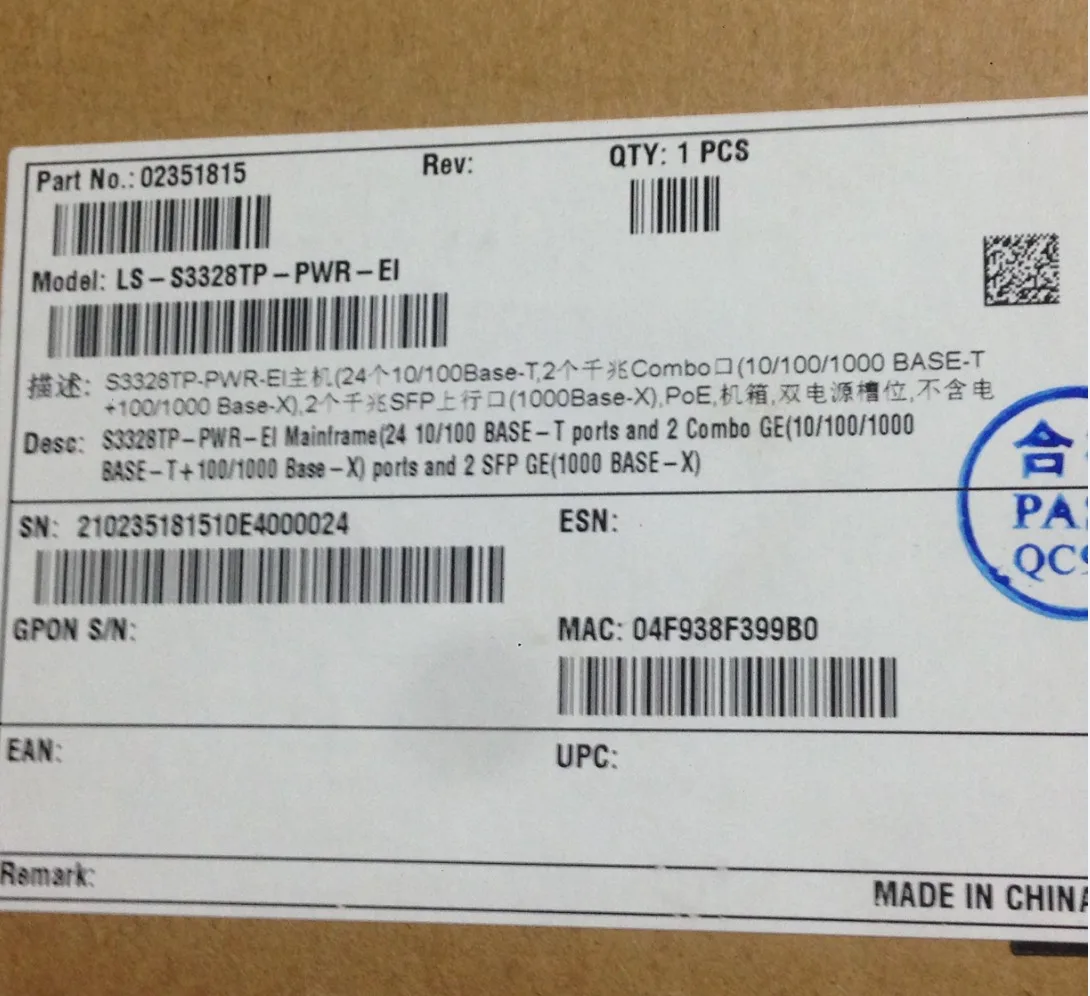 Part No.: 02351815
Rev:
QTY: 1 PCS
Model: LS-S3328TP-PWR-EI
描述: S3328TP-PWR-EI主机(24个10/100Base-T,2个千兆Combo口(10/100/1000 BASE-T
+100/1000 Base-X),2个千兆SFP上行口(1000Base-X),PoE,机箱,双电源槽位,不含电
Desc: S3328TP-PWR-EI Mainframe(24 10/100 BASE-T ports and 2 Combo GE(10/100/1000
BASE-T+100/1000 Base-X) ports and 2 SFP GE(1000 BASE-X)
合
PAS
QC9
SN: 210235181510E4000024
ESN:
GPON S/N:
MAC: 04F938F399B0
EAN:
UPC:
Remark:
MADE IN CHINA